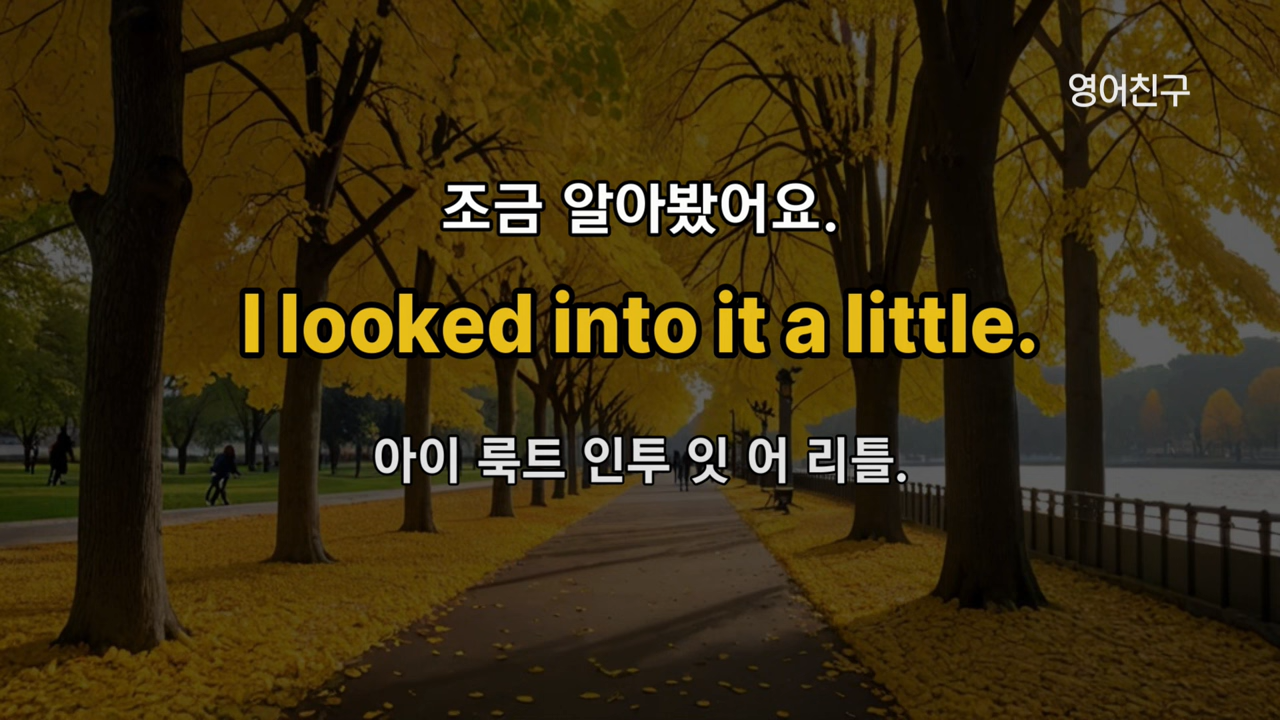 영어친구
조금 알아봤어요.
I looked into it a little.
아이 룩트 인투 잇 어 리틀.